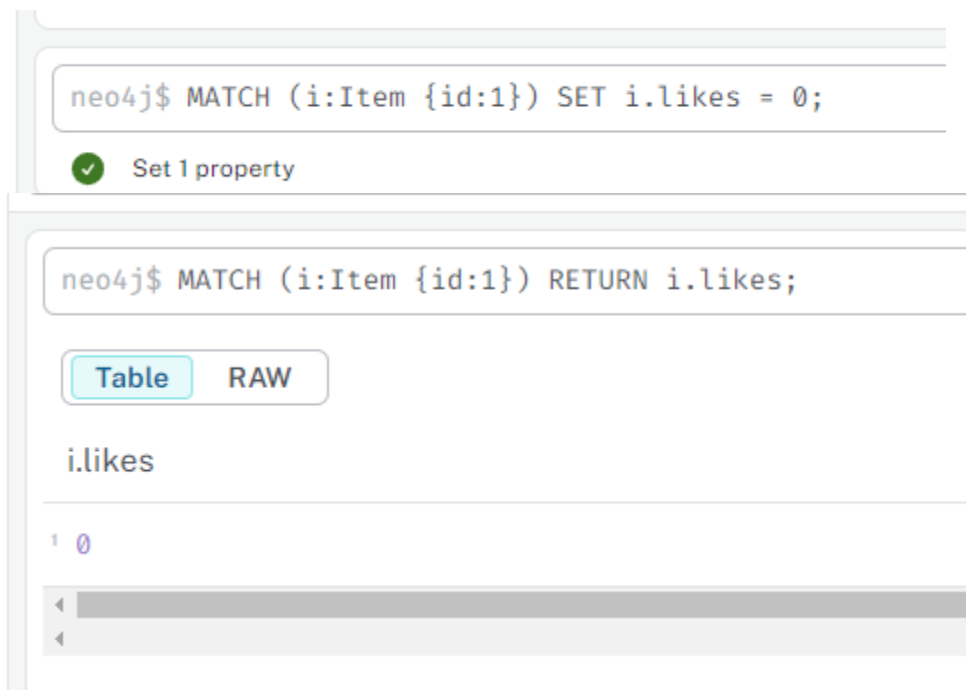 neo4j$ MATCH (i:Item {id:1}) SET i.likes = 0;
Set 1 property
neo4j$ MATCH (i:Item {id:1}) RETURN i.likes;
Table RAW
i.likes
1 0